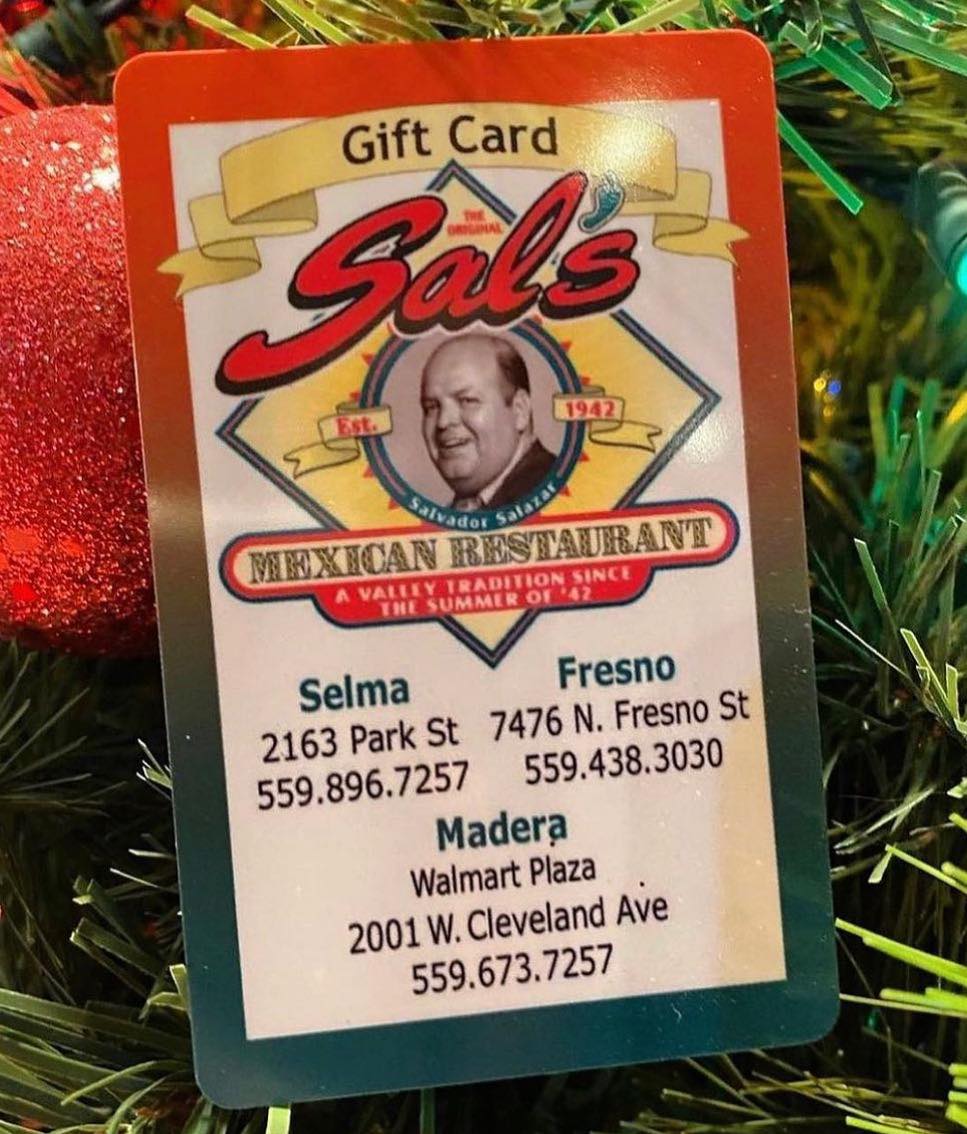 Gift Card
THE
ORIGINAL
Sal's
Est. 1942
Salvador Salazar
MEXICAN RESTAURANT
A VALLEY TRADITION SINCE
THE SUMMER OF '42
Selma
2163 Park St
559.896.7257
Fresno
7476 N. Fresno St
559.438.3030
Madera
Walmart Plaza
2001 W. Cleveland Ave
559.673.7257